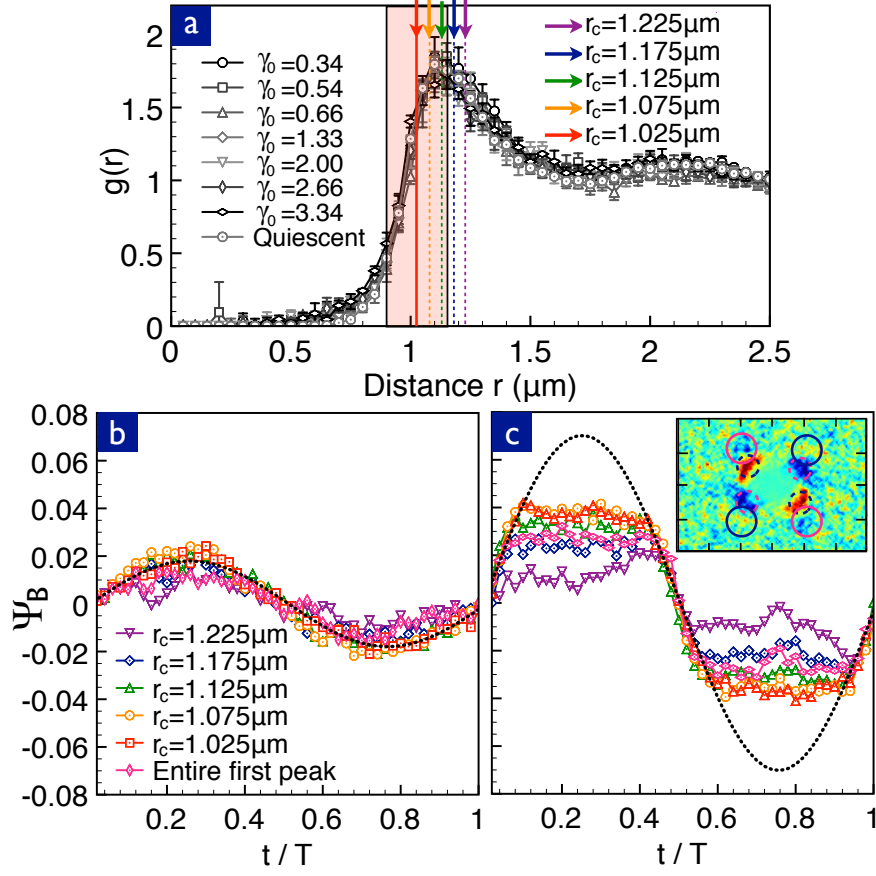 a
2
1.5
1
0.5
0
g(r)
γ₀=0.34
γ₀=0.54
γ₀=0.66
γ₀=1.33
γ₀=2.00
γ₀=2.66
γ₀=3.34
Quiescent
r_c=1.225μm
r_c=1.175μm
r_c=1.125μm
r_c=1.075μm
r_c=1.025μm
0 0.5 1 1.5 2 2.5
Distance r (μm)
b
0.08
0.06
0.04
0.02
0
-0.02
-0.04
-0.06
-0.08
Ψ_B
r_c=1.225μm
r_c=1.175μm
r_c=1.125μm
r_c=1.075μm
r_c=1.025μm
Entire first peak
0.2 0.4 0.6 0.8 1
t / T
c
0.2 0.4 0.6 0.8 1
t / T